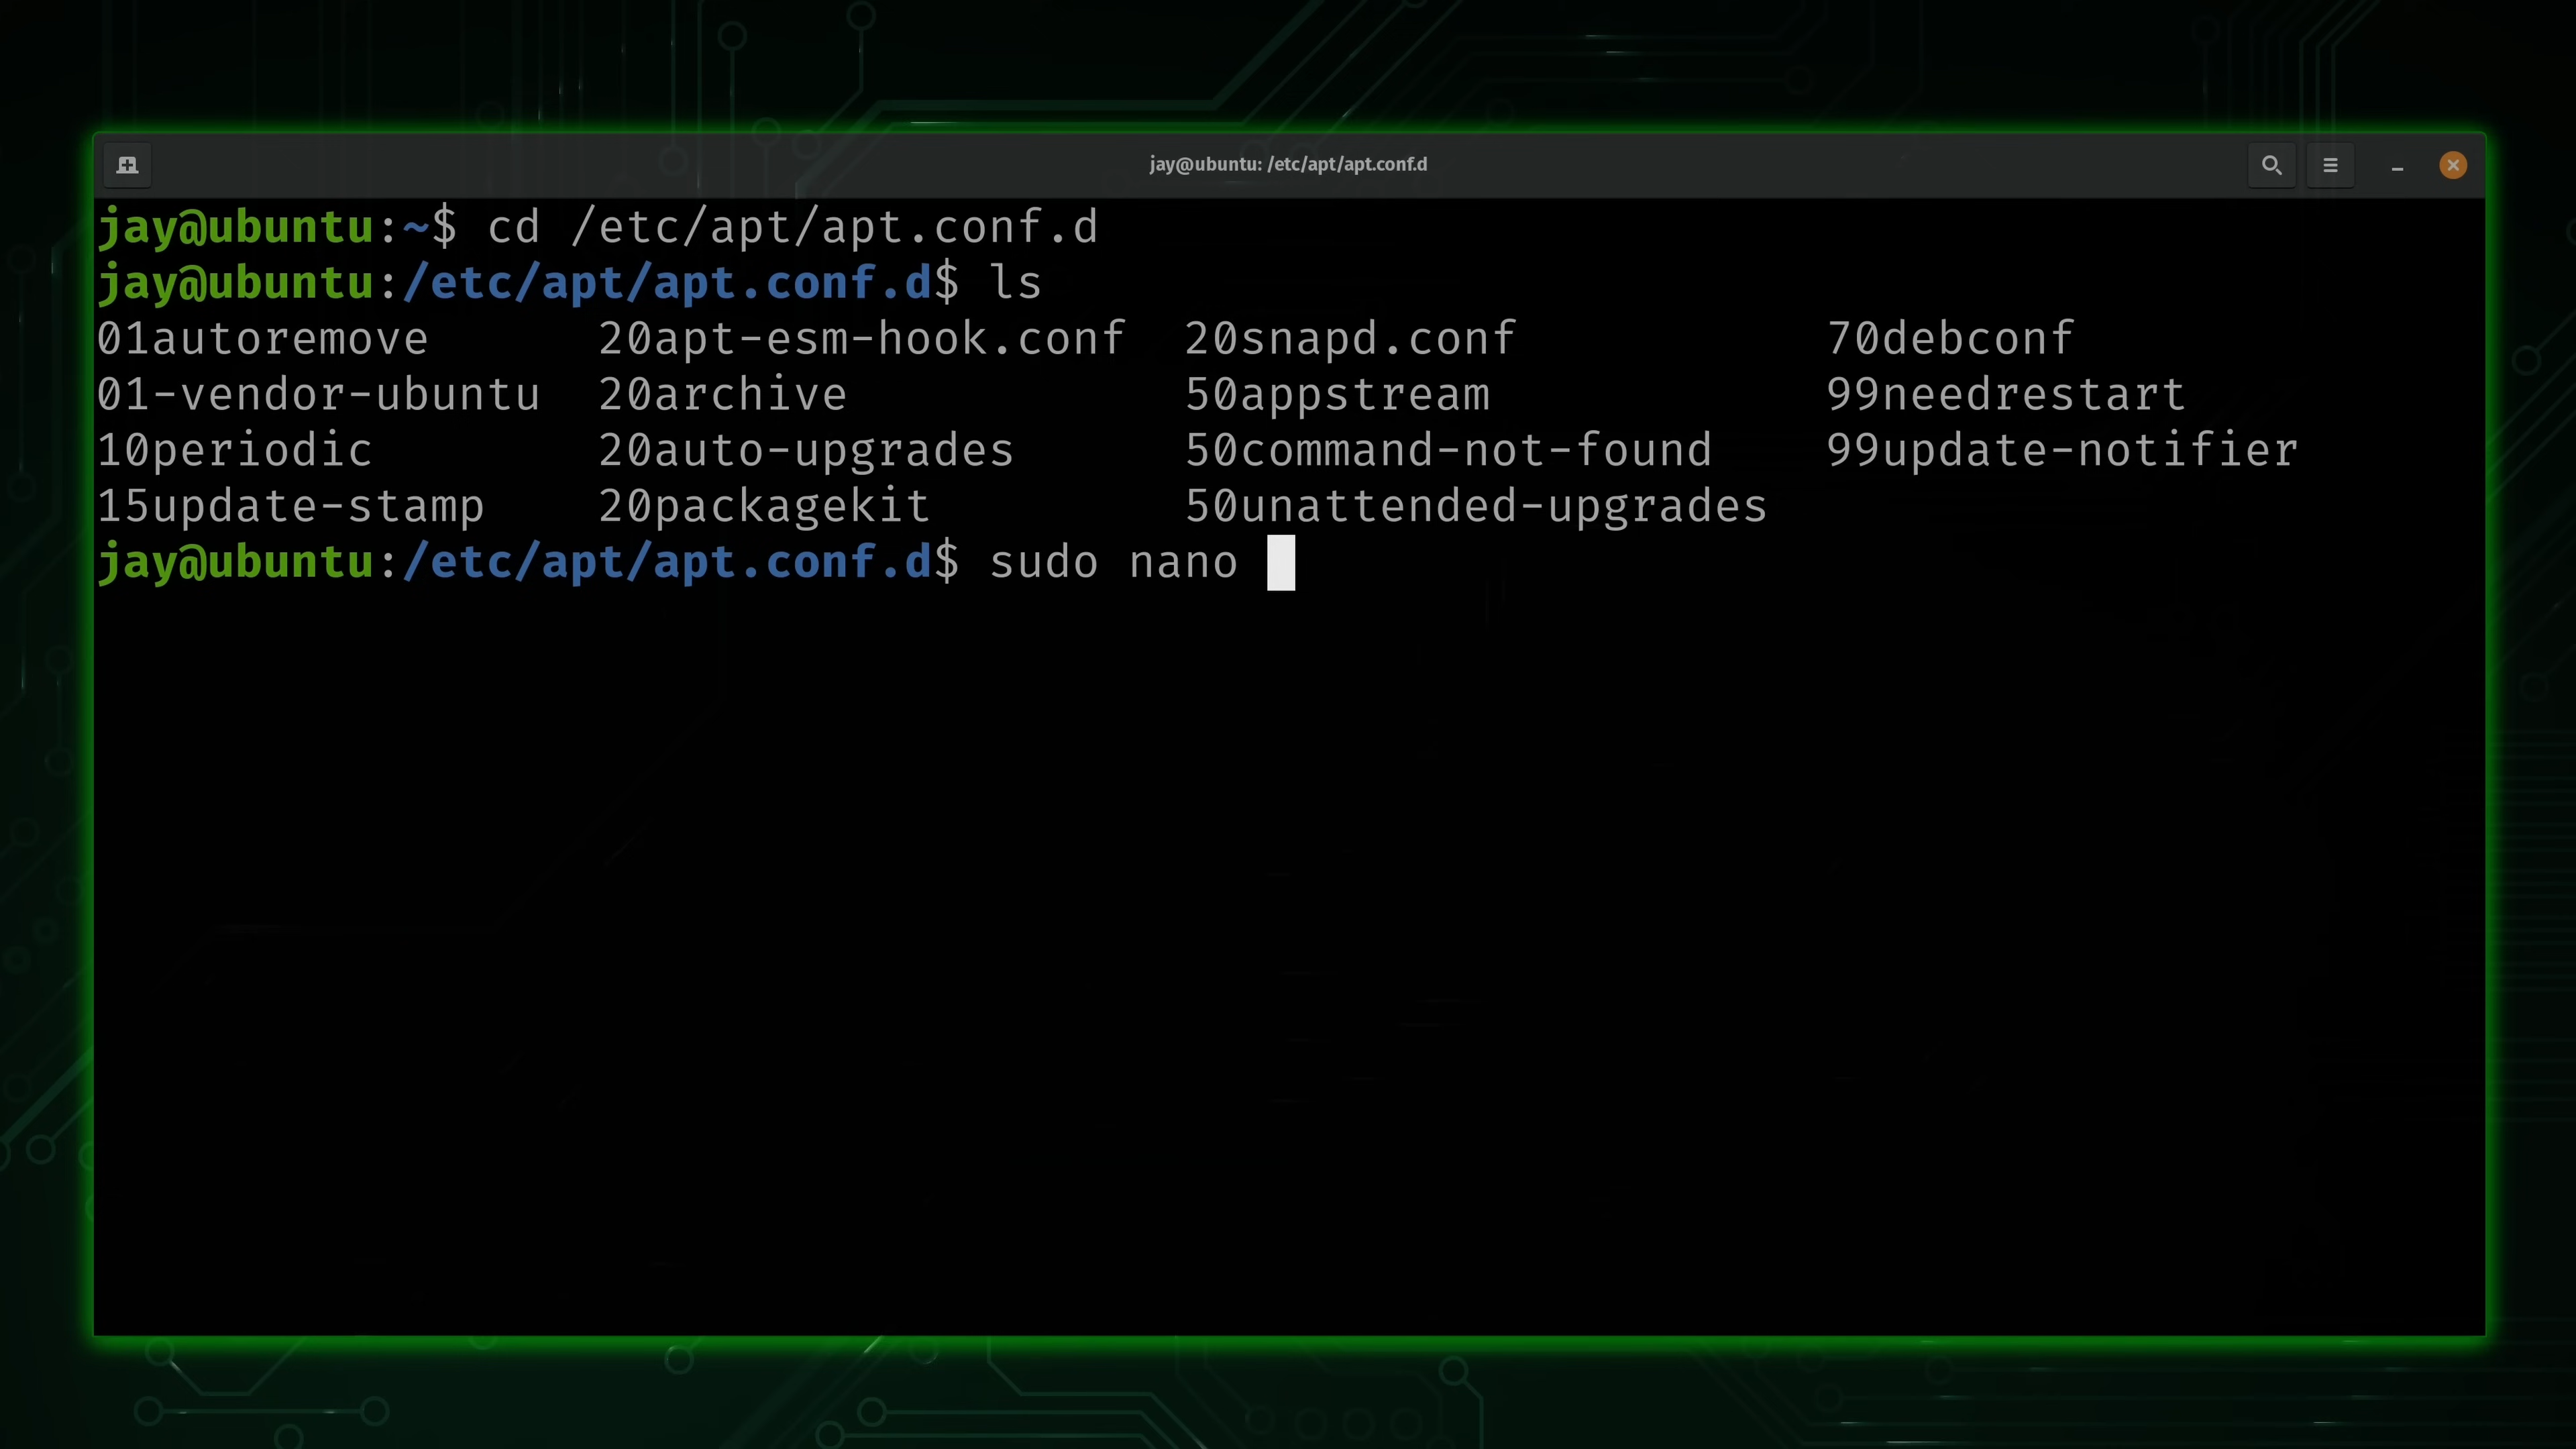 jay@ubuntu: /etc/apt/apt.conf.d
jay@ubuntu:~$ cd /etc/apt/apt.conf.d
jay@ubuntu:/etc/apt/apt.conf.d$ ls
01autoremove 20apt-esm-hook.conf 20snapd.conf 70debconf
01-vendor-ubuntu 20archive 50appstream 99needrestart
10periodic 20auto-upgrades 50command-not-found 99update-notifier
15update-stamp 20packagekit 50unattended-upgrades
jay@ubuntu:/etc/apt/apt.conf.d$ sudo nano